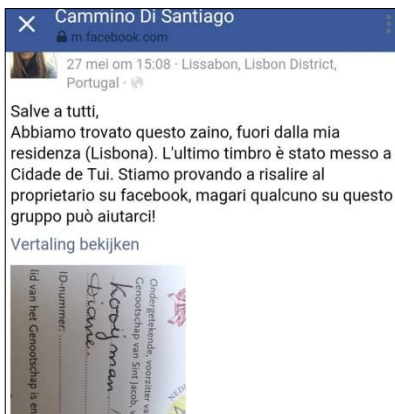 Cammino Di Santiago
m.facebook.com
27 mei om 15:08 · Lissabon, Lisbon District,
Portugal ·
Salve a tutti,
Abbiamo trovato questo zaino, fuori dalla mia
residenza (Lisbona). L'ultimo timbro è stato messo a
Cidade de Tui. Stiamo provando a risalire al
proprietario su facebook, magari qualcuno su questo
gruppo può aiutarci!
Vertaling bekijken
Ondergetekende, voorzitter va
Genootschap van Sint Jacob, v
Kooijman.
Diane.
ID-nummer:
lid van het Genootschap is en
NED